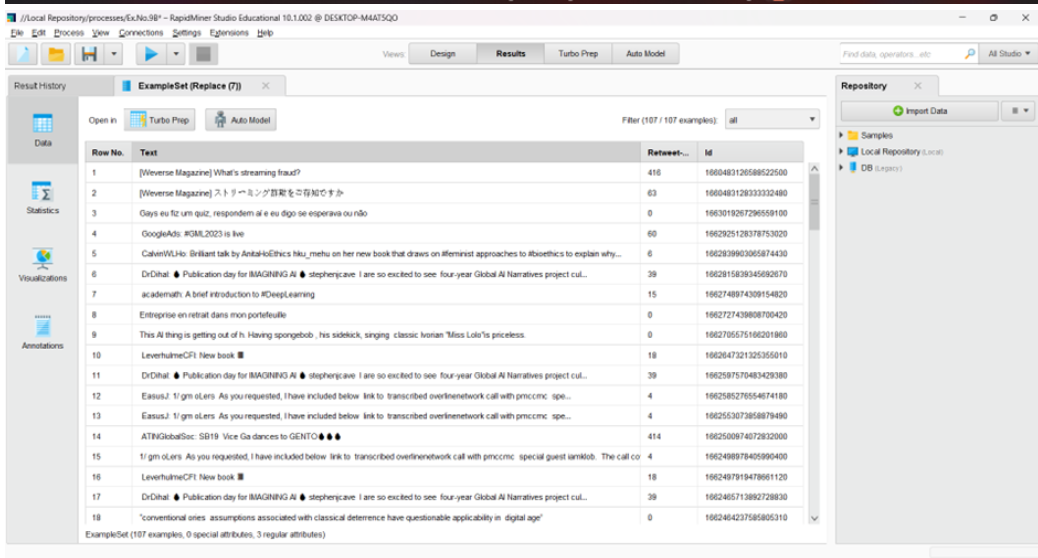 //Local Repository/processes/Ex.No.9B* – RapidMiner Studio Educational 10.1.002 @ DESKTOP-M4AT5QO
File Edit Process View Connections Settings Extensions Help
Views: Design Results Turbo Prep Auto Model Find data, operators...etc All Studio
Result History ExampleSet (Replace (7)) Repository
Open in Turbo Prep Auto Model Filter (107 / 107 examples): all Import Data
Data
Statistics
Visualizations
Annotations
Samples
Local Repository (Local)
DB (Legacy)
Row No. Text Retweet-... Id
1 [Weverse Magazine] What's streaming fraud? 416 1660483126588522500
2 [Weverse Magazine] ストリーミング詐欺をご存知ですか 63 1660483128333332480
3 Gays eu fiz um quiz, respondem aí e eu digo se esperava ou não 0 1663019267296559100
4 GoogleAds: #GML2023 is live 60 1662925128378753020
5 CalvinWLHo: Brilliant talk by AnitaHoEthics hku_mehu on her new book that draws on #feminist approaches to #bioethics to explain why... 6 1662839903065874430
6 DrDihal: Publication day for IMAGINING AI stephenjcave I are so excited to see four-year Global AI Narratives project cul... 39 1662815839345692670
7 academath: A brief introduction to #DeepLearning 15 1662748974309154820
8 Entreprise en retrait dans mon portefeuille 0 1662727439808700420
9 This AI thing is getting out of h. Having spongebob , his sidekick, singing classic Ivorian "Miss Lolo"is priceless. 0 1662705575166201860
10 LeverhulmeCFI: New book 18 1662647321325355010
11 DrDihal: Publication day for IMAGINING AI stephenjcave I are so excited to see four-year Global AI Narratives project cul... 39 1662597570483429380
12 EasusJ: 1/ gm oLers As you requested, I have included below link to transcribed overlinenetwork call with pmccmc spe... 4 1662585276554674180
13 EasusJ: 1/ gm oLers As you requested, I have included below link to transcribed overlinenetwork call with pmccmc spe... 4 1662553073858879490
14 ATINGlobalSoc: SB19 Vice Ga dances to GENTO 414 1662500974072832000
15 1/ gm oLers As you requested, I have included below link to transcribed overlinenetwork call with pmccmc special guest iamklob. The call co 4 1662498978405990400
16 LeverhulmeCFI: New book 18 1662497919478661120
17 DrDihal: Publication day for IMAGINING AI stephenjcave I are so excited to see four-year Global AI Narratives project cul... 39 1662465713892728830
18 "conventional ories assumptions associated with classical deterrence have questionable applicability in digital age" 0 1662464237585805310
ExampleSet (107 examples, 0 special attributes, 3 regular attributes)